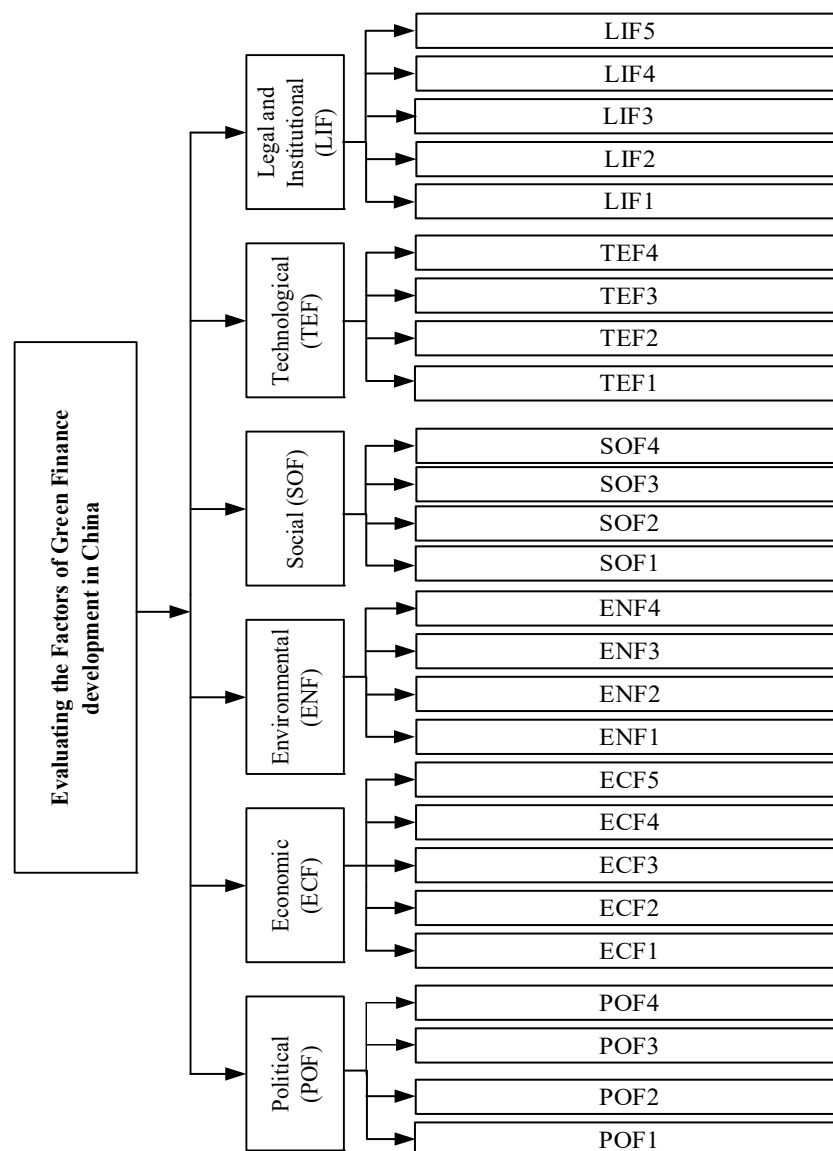 Evaluating the Factors of Green Finance
development in China
Legal and
Institutional
(LIF)
LIF5
LIF4
LIF3
LIF2
LIF1
Technological
(TEF)
TEF4
TEF3
TEF2
TEF1
Social (SOF)
SOF4
SOF3
SOF2
SOF1
Environmental
(ENF)
ENF4
ENF3
ENF2
ENF1
Economic
(ECF)
ECF5
ECF4
ECF3
ECF2
ECF1
Political
(POF)
POF4
POF3
POF2
POF1